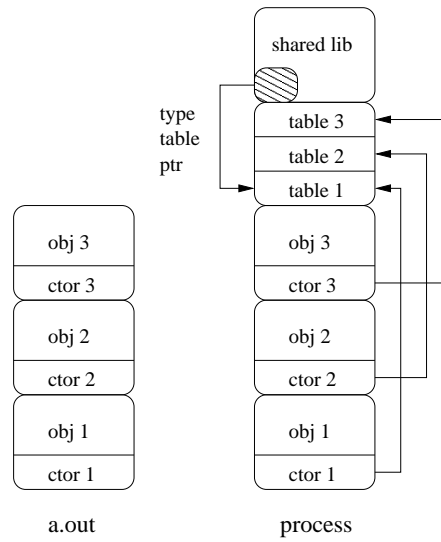 shared lib
type
table
ptr
table 3
table 2
table 1
obj 3
ctor 3
obj 2
ctor 2
obj 1
ctor 1
a.out
obj 3
ctor 3
obj 2
ctor 2
obj 1
ctor 1
process